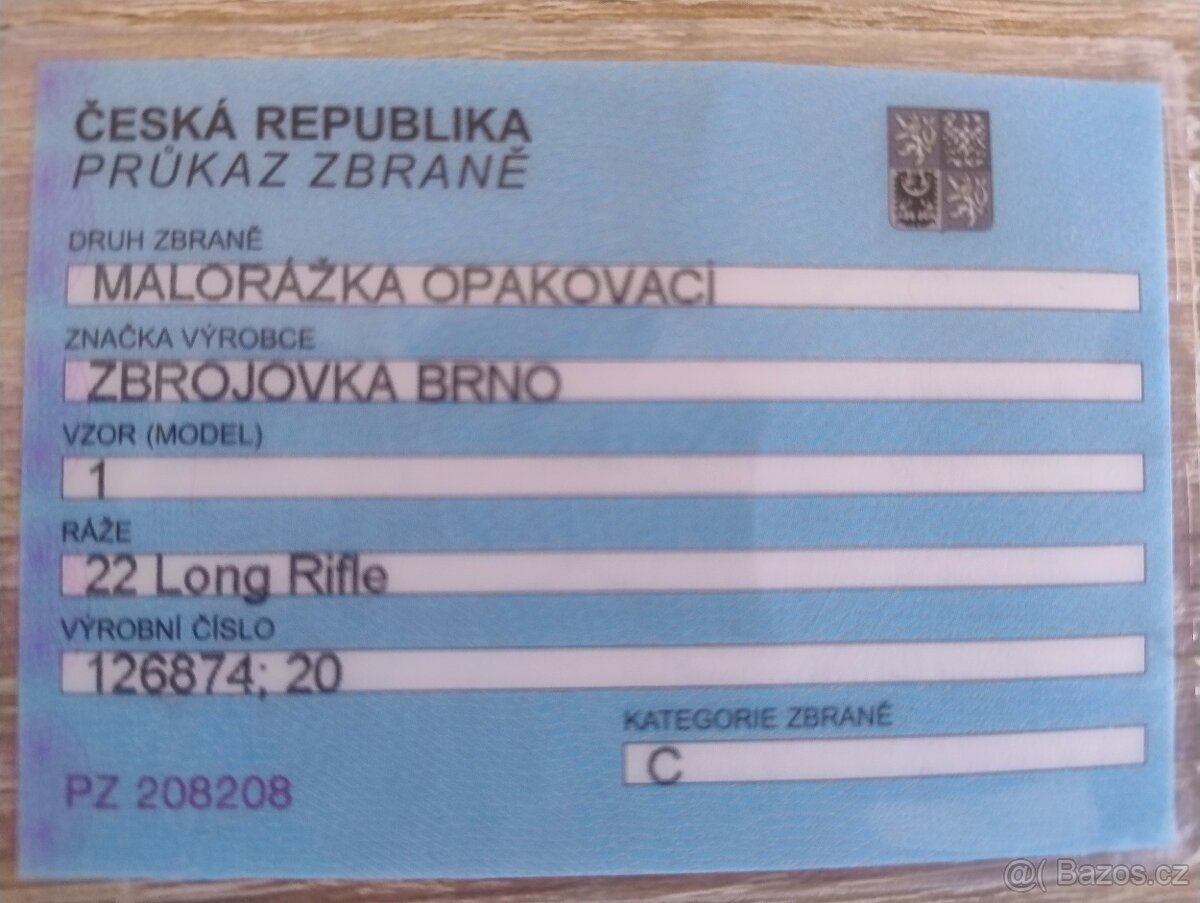 ČESKÁ REPUBLIKA
PRŮKAZ ZBRANĚ
DRUH ZBRANĚ
MALORÁŽKA OPAKOVACÍ
ZNAČKA VÝROBCE
ZBROJOVKA BRNO
VZOR (MODEL)
1
RÁŽE
22 Long Rifle
VÝROBNÍ ČÍSLO
126874; 20
KATEGORIE ZBRANĚ
C
PZ 208208
@( Bazos.cz